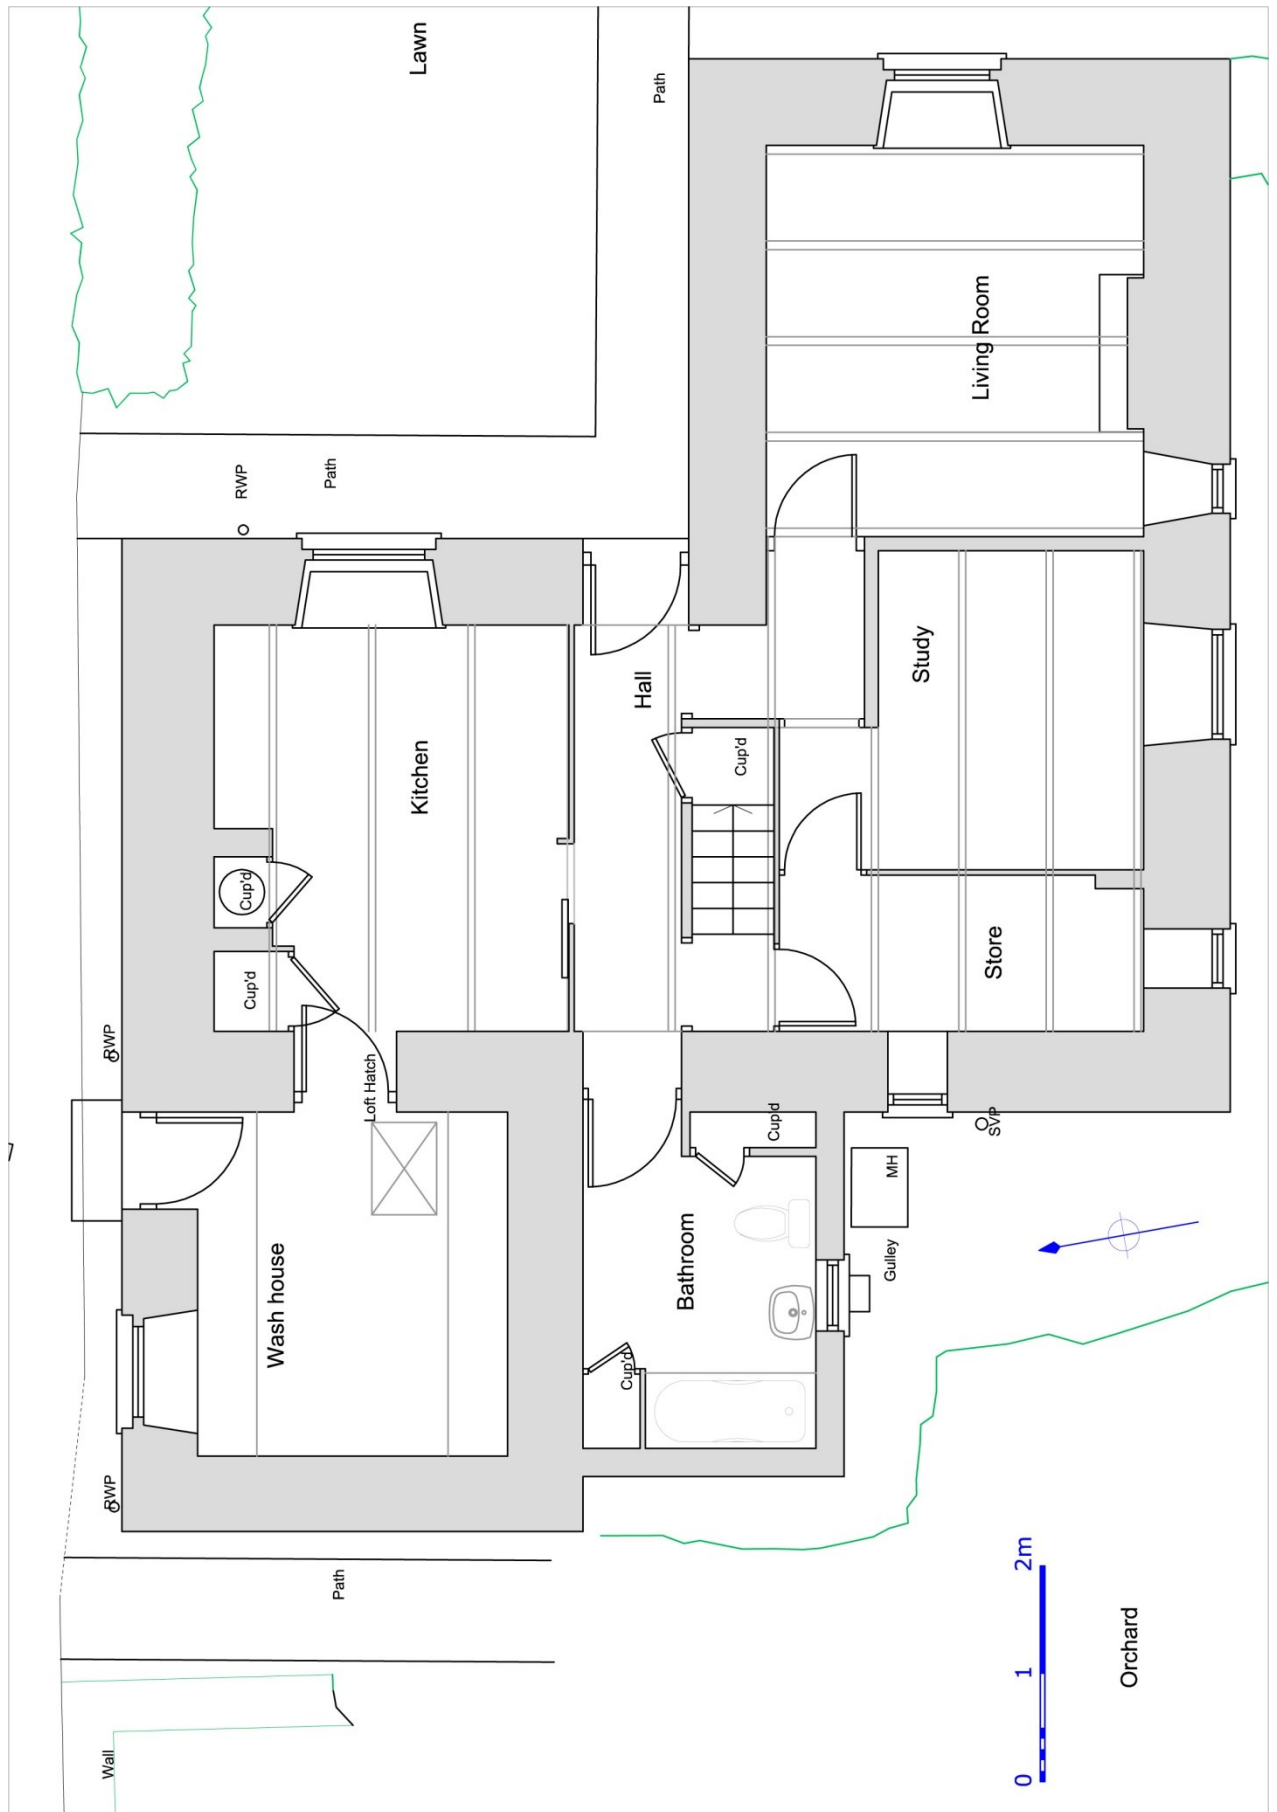 Lawn
Path
Living Room
RWP
Path
Study
Hall
Kitchen
Cup'd
Cup'd
Cup'd
Store
RWP
Loft Hatch
Cup'd
SVP
MH
Bathroom
Gulley
Wash house
Cup'd
RWP
Path
2m
1
0
Orchard
Wall